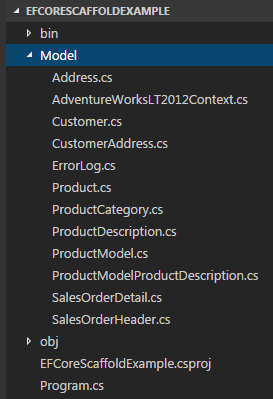 EFCORESCAFFOLDEXAMPLE
bin
Model
Address.cs
AdventureWorksLT2012Context.cs
Customer.cs
CustomerAddress.cs
ErrorLog.cs
Product.cs
ProductCategory.cs
ProductDescription.cs
ProductModel.cs
ProductModelProductDescription.cs
SalesOrderDetail.cs
SalesOrderHeader.cs
obj
EFCoreScaffoldExample.csproj
Program.cs